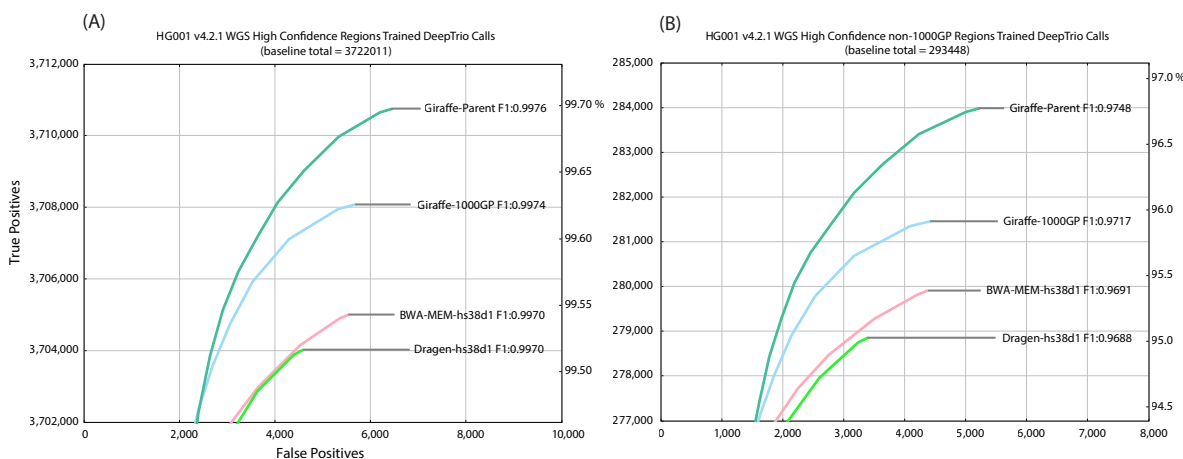 (A)
HG001 v4.2.1 WGS High Confidence Regions Trained DeepTrio Calls
(baseline total = 3722011)
3,712,000
3,710,000
3,708,000
3,706,000
3,704,000
3,702,000
True Positives
99.70 %
99.65
99.60
99.55
99.50
Giraffe-Parent F1:0.9976
Giraffe-1000GP F1:0.9974
BWA-MEM-hs38d1 F1:0.9970
Dragen-hs38d1 F1:0.9970
0
2,000
4,000
6,000
8,000
10,000
False Positives
(B)
HG001 v4.2.1 WGS High Confidence non-1000GP Regions Trained DeepTrio Calls
(baseline total = 293448)
285,000
284,000
283,000
282,000
281,000
280,000
279,000
278,000
277,000
97.0 %
96.5
96.0
95.5
95.0
94.5
Giraffe-Parent F1:0.9748
Giraffe-1000GP F1:0.9717
BWA-MEM-hs38d1 F1:0.9691
Dragen-hs38d1 F1:0.9688
0
1,000
2,000
3,000
4,000
5,000
6,000
7,000
8,000